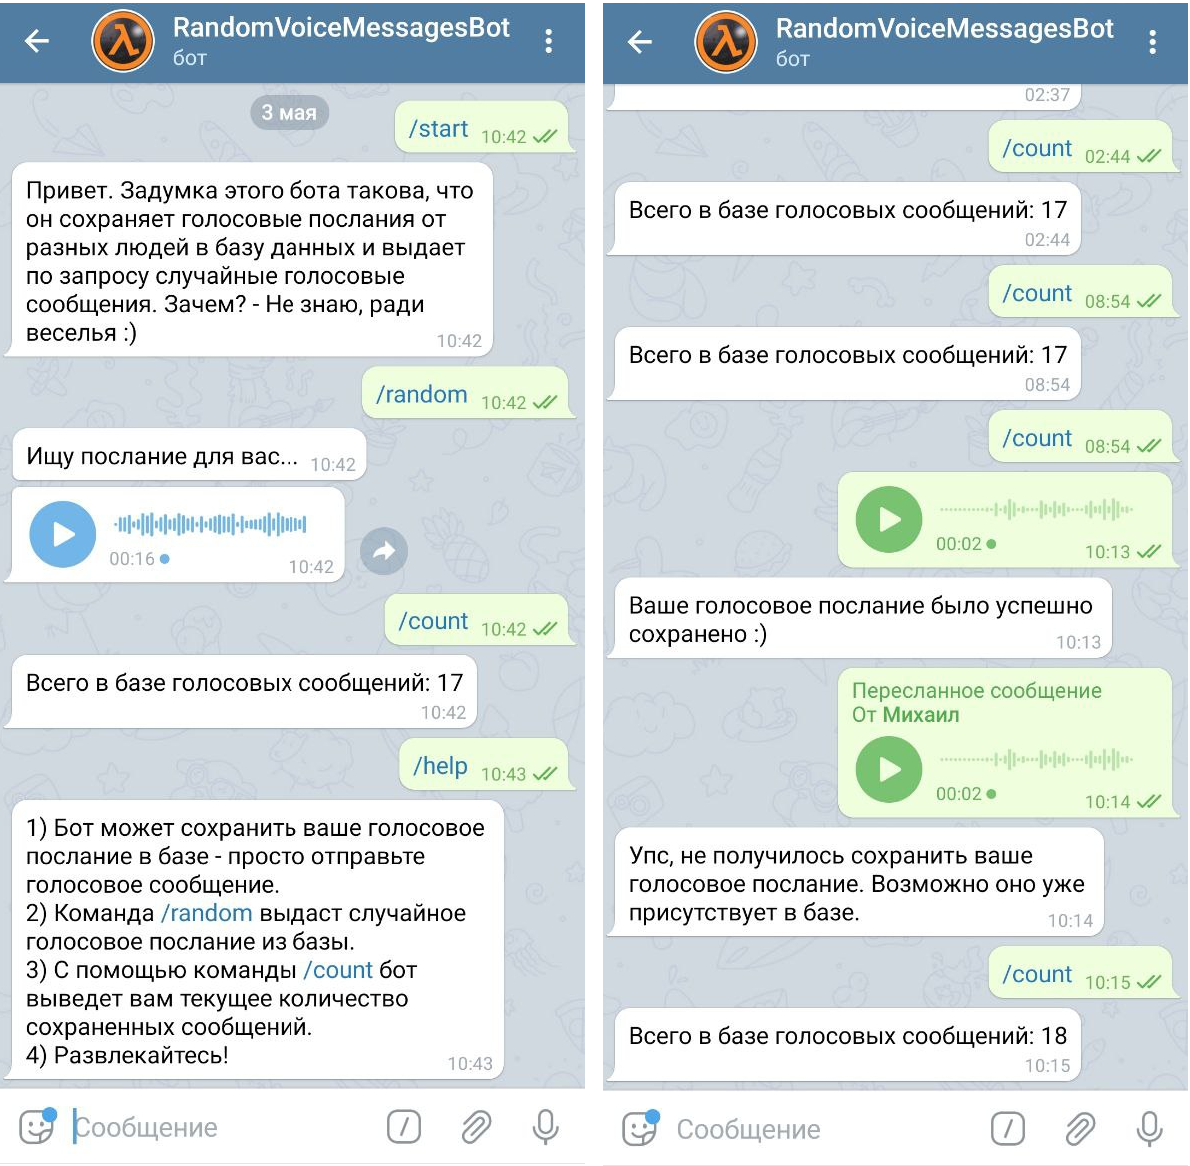 RandomVoiceMessagesBot
бот
3 мая
/start 10:42
Привет. Задумка этого бота такова, что
он сохраняет голосовые послания от
разных людей в базу данных и выдает
по запросу случайные голосовые
сообщения. Зачем? - Не знаю, ради
веселья :) 10:42
/random 10:42
Ищу послание для вас... 10:42
00:16 10:42
/count 10:42
Всего в базе голосовых сообщений: 17
10:42
/help 10:43
1) Бот может сохранить ваше голосовое
послание в базе - просто отправьте
голосовое сообщение.
2) Команда /random выдаст случайное
голосовое послание из базы.
3) С помощью команды /count бот
выведет вам текущее количество
сохраненных сообщений.
4) Развлекайтесь! 10:43
Сообщение
RandomVoiceMessagesBot
бот
02:37
/count 02:44
Всего в базе голосовых сообщений: 17
02:44
/count 08:54
Всего в базе голосовых сообщений: 17
08:54
/count 08:54
00:02 10:13
Ваше голосовое послание было успешно
сохранено :) 10:13
Пересланное сообщение
От Михаил
00:02 10:14
Упс, не получилось сохранить ваше
голосовое послание. Возможно оно уже
присутствует в базе. 10:14
/count 10:15
Всего в базе голосовых сообщений: 18
10:15
Сообщение